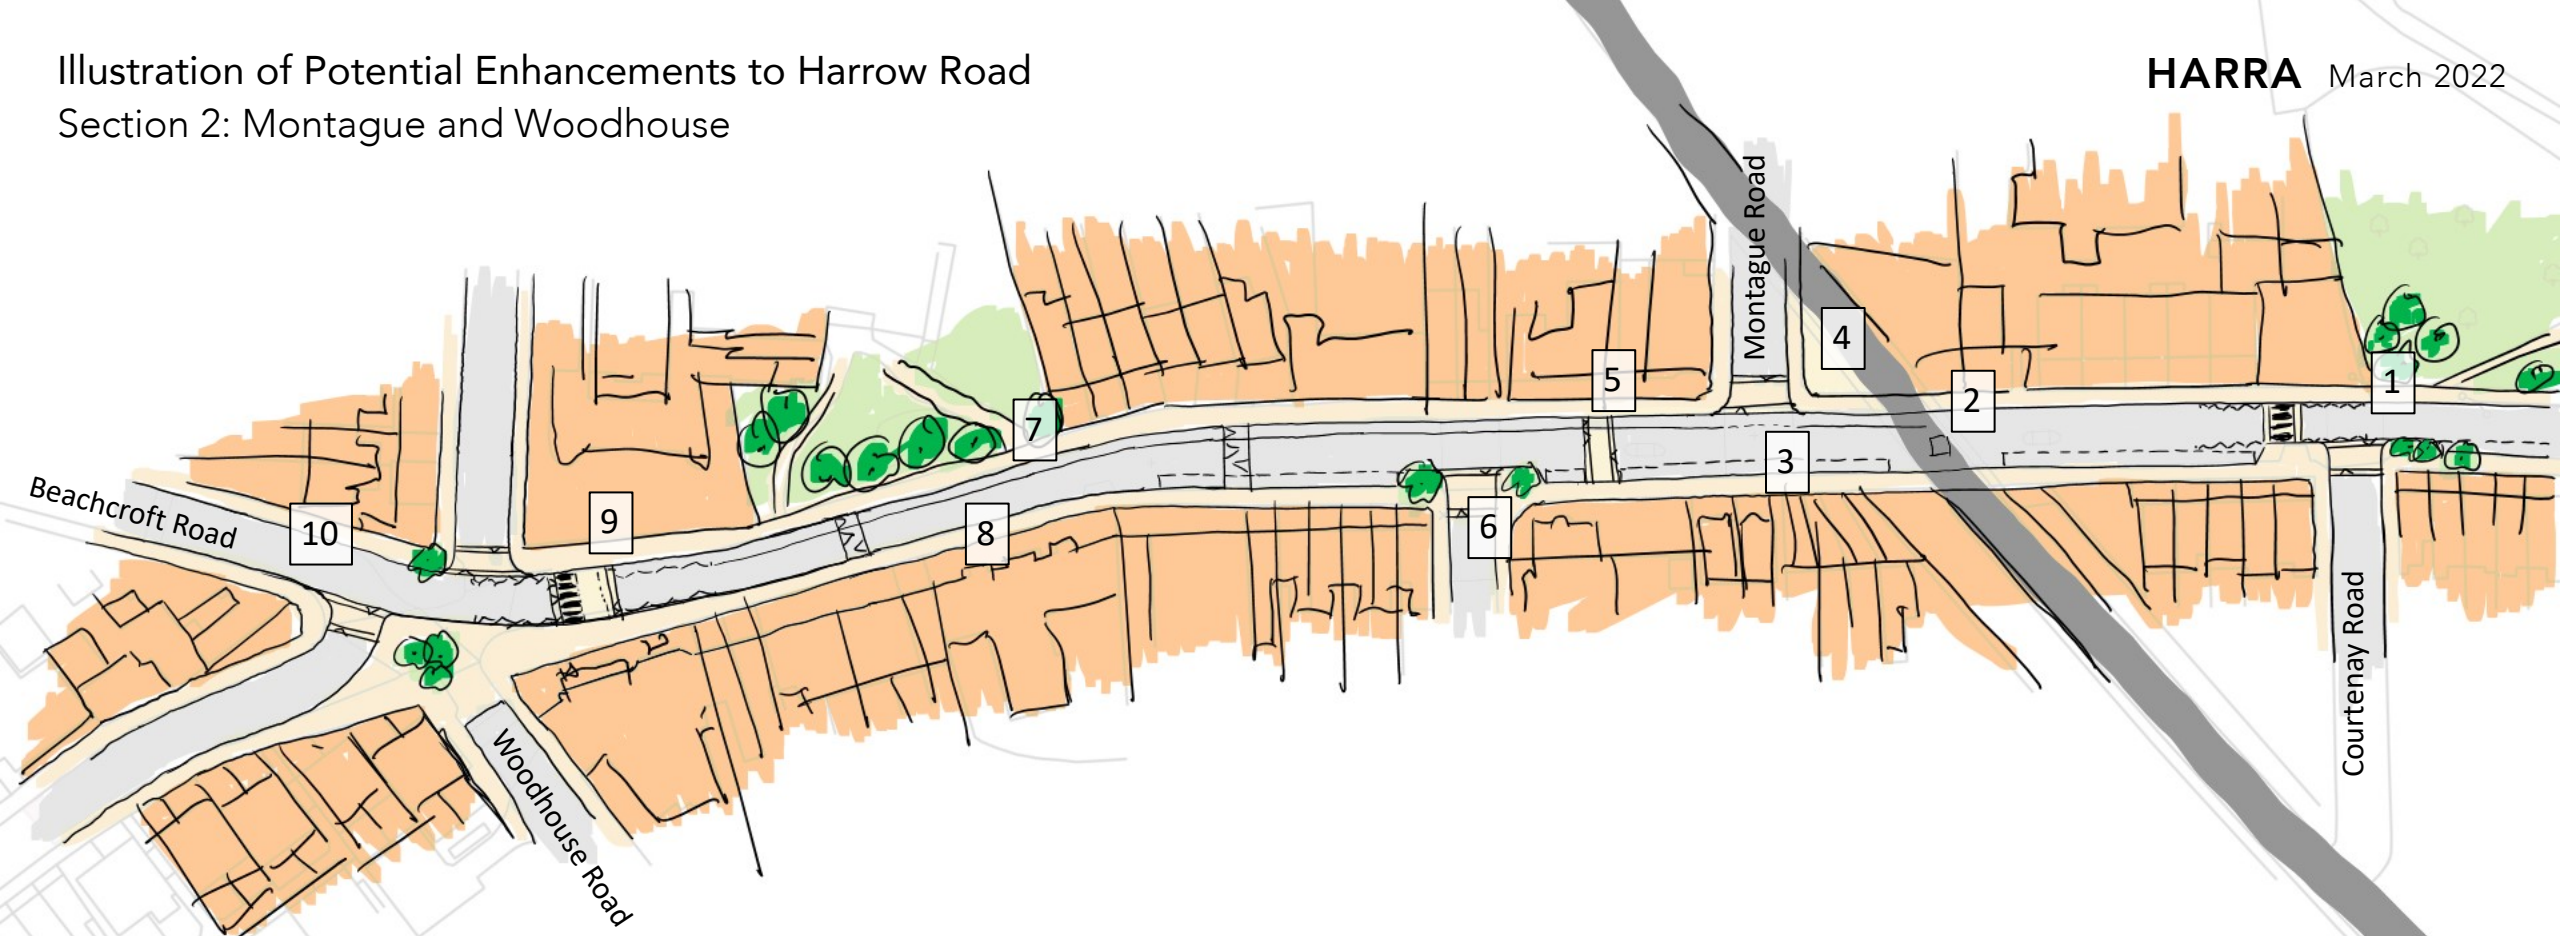 Illustration of Potential Enhancements to Harrow Road
Section 2: Montague and Woodhouse
HARRA March 2022
Montague Road
4
5
2
1
7
3
Beachcroft Road
10
9
8
6
Courtenay Road
Woodhouse Road